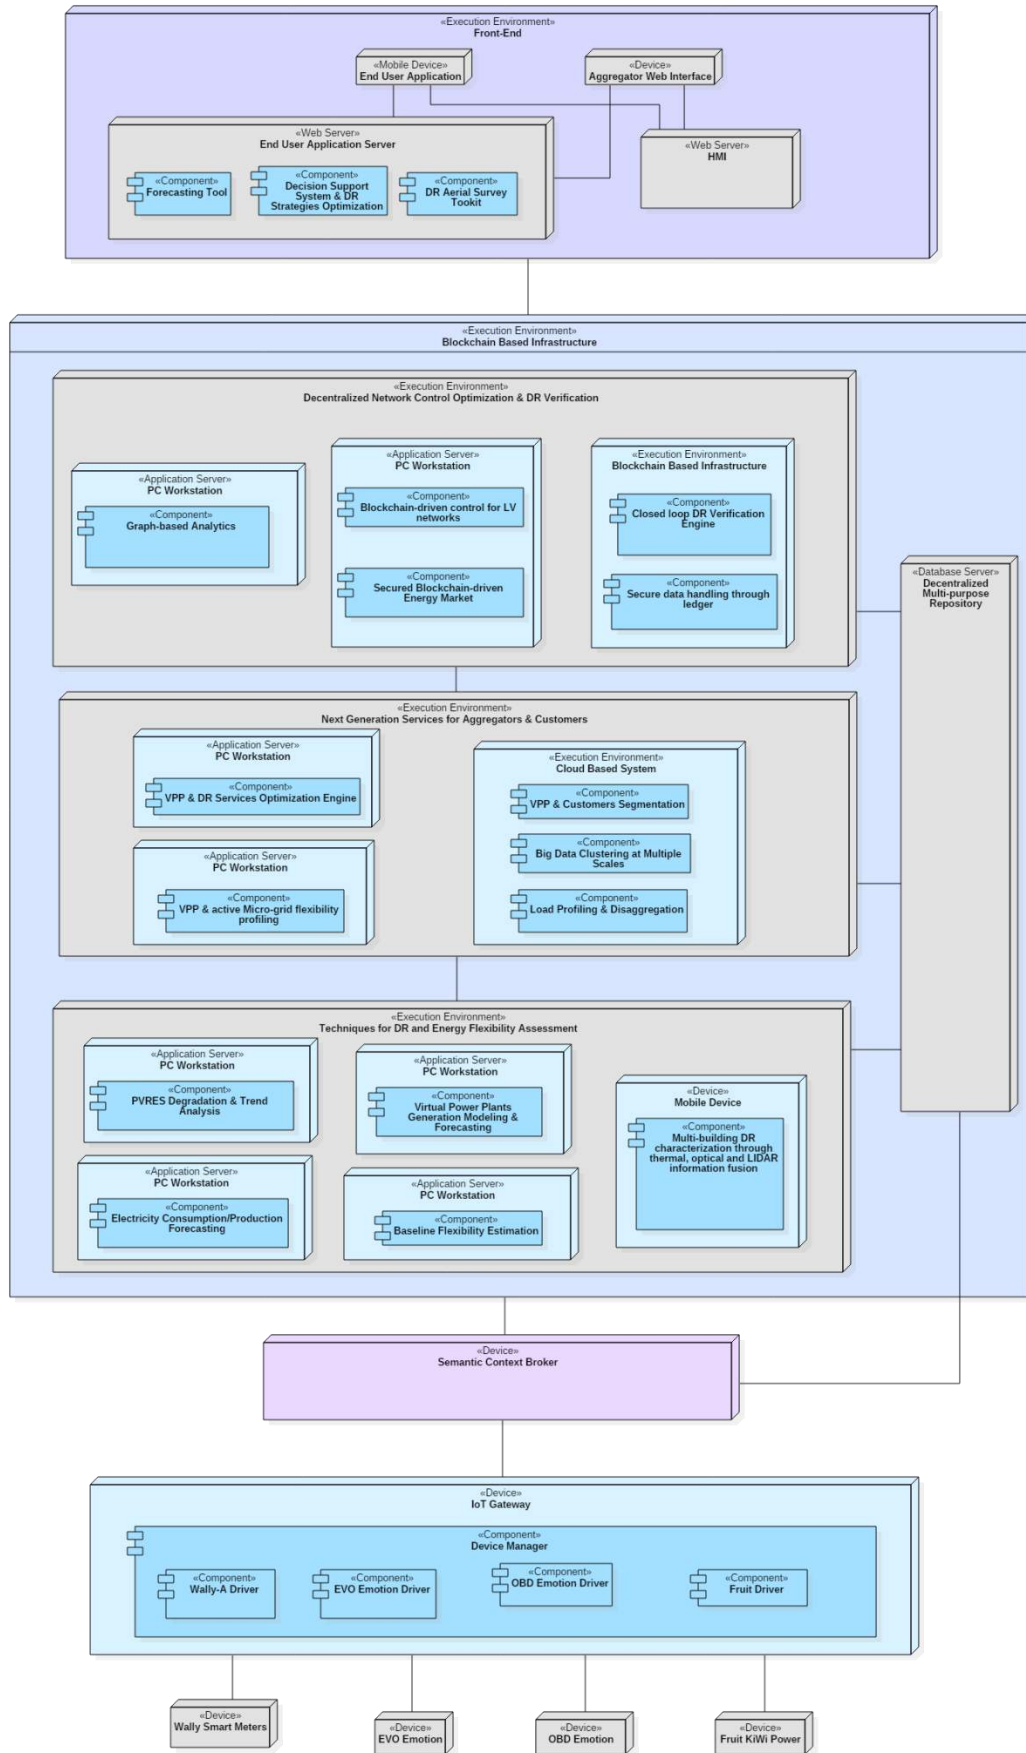 «Execution Environment»
Front-End
«Mobile Device»
End User Application
«Device»
Aggregator Web Interface
«Web Server»
End User Application Server
«Component»
Forecasting Tool
«Component»
Decision Support
System & DR
Strategies Optimization
«Component»
DR Aerial Survey
Tookit
«Web Server»
HMI
«Execution Environment»
Blockchain Based Infrastructure
«Execution Environment»
Decentralized Network Control Optimization & DR Verification
«Application Server»
PC Workstation
«Component»
Graph-based Analytics
«Application Server»
PC Workstation
«Component»
Blockchain-driven control for LV
networks
«Component»
Secured Blockchain-driven
Energy Market
«Execution Environment»
Blockchain Based Infrastructure
«Component»
Closed loop DR Verification
Engine
«Component»
Secure data handling through
ledger
«Database Server»
Decentralized
Multi-purpose
Repository
«Execution Environment»
Next Generation Services for Aggregators & Customers
«Application Server»
PC Workstation
«Component»
VPP & DR Services Optimization Engine
«Application Server»
PC Workstation
«Component»
VPP & active Micro-grid flexibility
profiling
«Execution Environment»
Cloud Based System
«Component»
VPP & Customers Segmentation
«Component»
Big Data Clustering at Multiple
Scales
«Component»
Load Profiling & Disaggregation
«Execution Environment»
Techniques for DR and Energy Flexibility Assessment
«Application Server»
PC Workstation
«Component»
PVRES Degradation & Trend
Analysis
«Application Server»
PC Workstation
«Component»
Virtual Power Plants
Generation Modeling &
Forecasting
«Application Server»
PC Workstation
«Component»
Electricity Consumption/Production
Forecasting
«Application Server»
PC Workstation
«Component»
Baseline Flexibility Estimation
«Device»
Mobile Device
«Component»
Multi-building DR
characterization through
thermal, optical and LIDAR
information fusion
«Device»
Semantic Context Broker
«Device»
IoT Gateway
«Component»
Device Manager
«Component»
Wally-A Driver
«Component»
EVO Emotion Driver
«Component»
OBD Emotion Driver
«Component»
Fruit Driver
«Device»
Wally Smart Meters
«Device»
EVO Emotion
«Device»
OBD Emotion
«Device»
Fruit KiWi Power